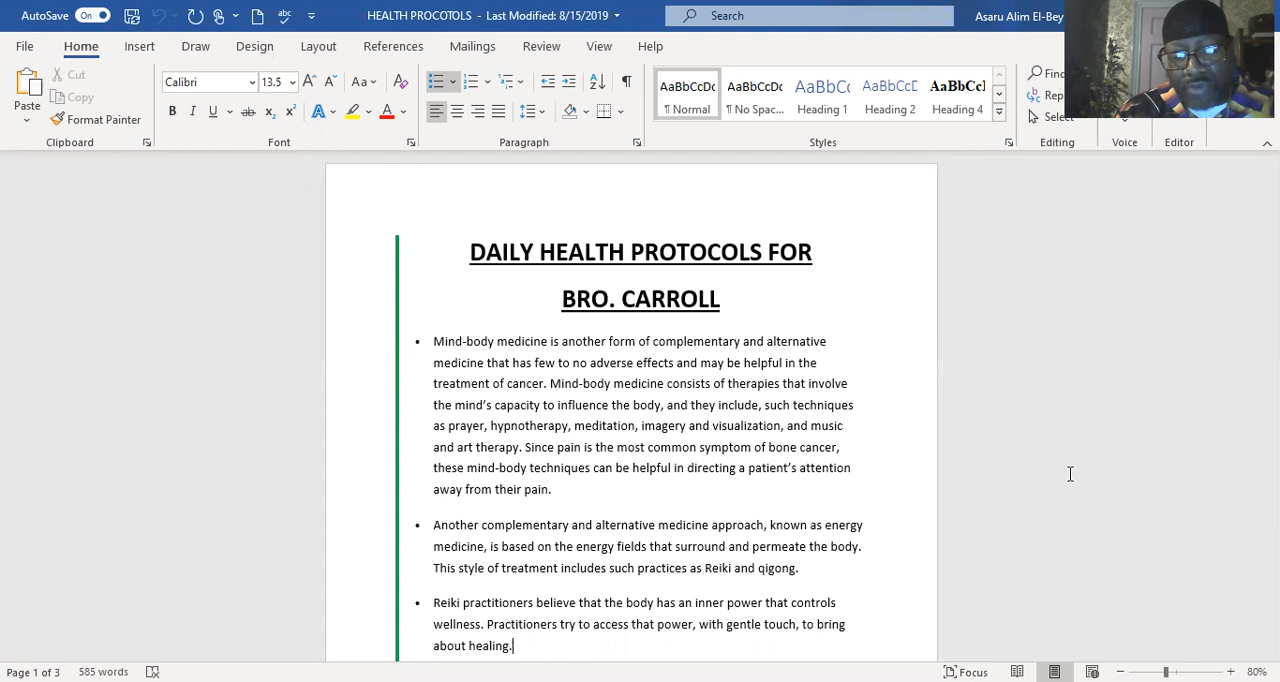 AutoSave On
HEALTH PROCOTOLS - Last Modified: 8/15/2019
Search
Asaru Alim El-Bey
File Home Insert Draw Design Layout References Mailings Review View Help
Paste
Cut
Copy
Format Painter
Clipboard
Calibri 13.5
Font
Paragraph
AaBbCcDc AaBbCcDc AaBbCc AaBbCcD AaBbCcI
¶ Normal ¶ No Spac... Heading 1 Heading 2 Heading 4
Styles
Select
Editing
Voice
Editor
DAILY HEALTH PROTOCOLS FOR
BRO. CARROLL
• Mind-body medicine is another form of complementary and alternative
medicine that has few to no adverse effects and may be helpful in the
treatment of cancer. Mind-body medicine consists of therapies that involve
the mind’s capacity to influence the body, and they include, such techniques
as prayer, hypnotherapy, meditation, imagery and visualization, and music
and art therapy. Since pain is the most common symptom of bone cancer,
these mind-body techniques can be helpful in directing a patient’s attention
away from their pain.
• Another complementary and alternative medicine approach, known as energy
medicine, is based on the energy fields that surround and permeate the body.
This style of treatment includes such practices as Reiki and qigong.
• Reiki practitioners believe that the body has an inner power that controls
wellness. Practitioners try to access that power, with gentle touch, to bring
about healing.
Page 1 of 3 585 words
Focus
80%